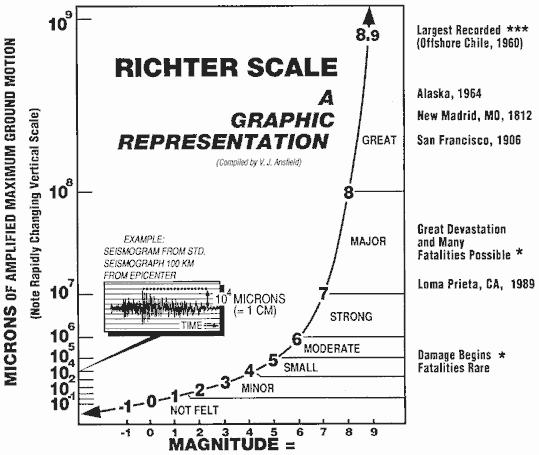 RICHTER SCALE
A
GRAPHIC
REPRESENTATION
(Compiled by V. J. Ansfield)
MICRONS OF AMPLIFIED MAXIMUM GROUND MOTION
(Note Rapidly Changing Vertical Scale)
10⁹
10⁸
10⁷
10⁶
10⁵
10⁴
10²
10⁻¹
EXAMPLE:
SEISMOGRAM FROM STD.
SEISMOGRAPH 100 KM
FROM EPICENTER
10⁴ MICRONS
(= 1 CM)
TIME
8.9
8
7
6
5
4
3
2
1
0
-1
GREAT
MAJOR
STRONG
MODERATE
SMALL
MINOR
NOT FELT
Largest Recorded ***
(Offshore Chile, 1960)
Alaska, 1964
New Madrid, MO, 1812
San Francisco, 1906
Great Devastation
and Many
Fatalities Possible *
Loma Prieta, CA, 1989
Damage Begins *
Fatalities Rare
-1 0 1 2 3 4 5 6 7 8 9
MAGNITUDE =